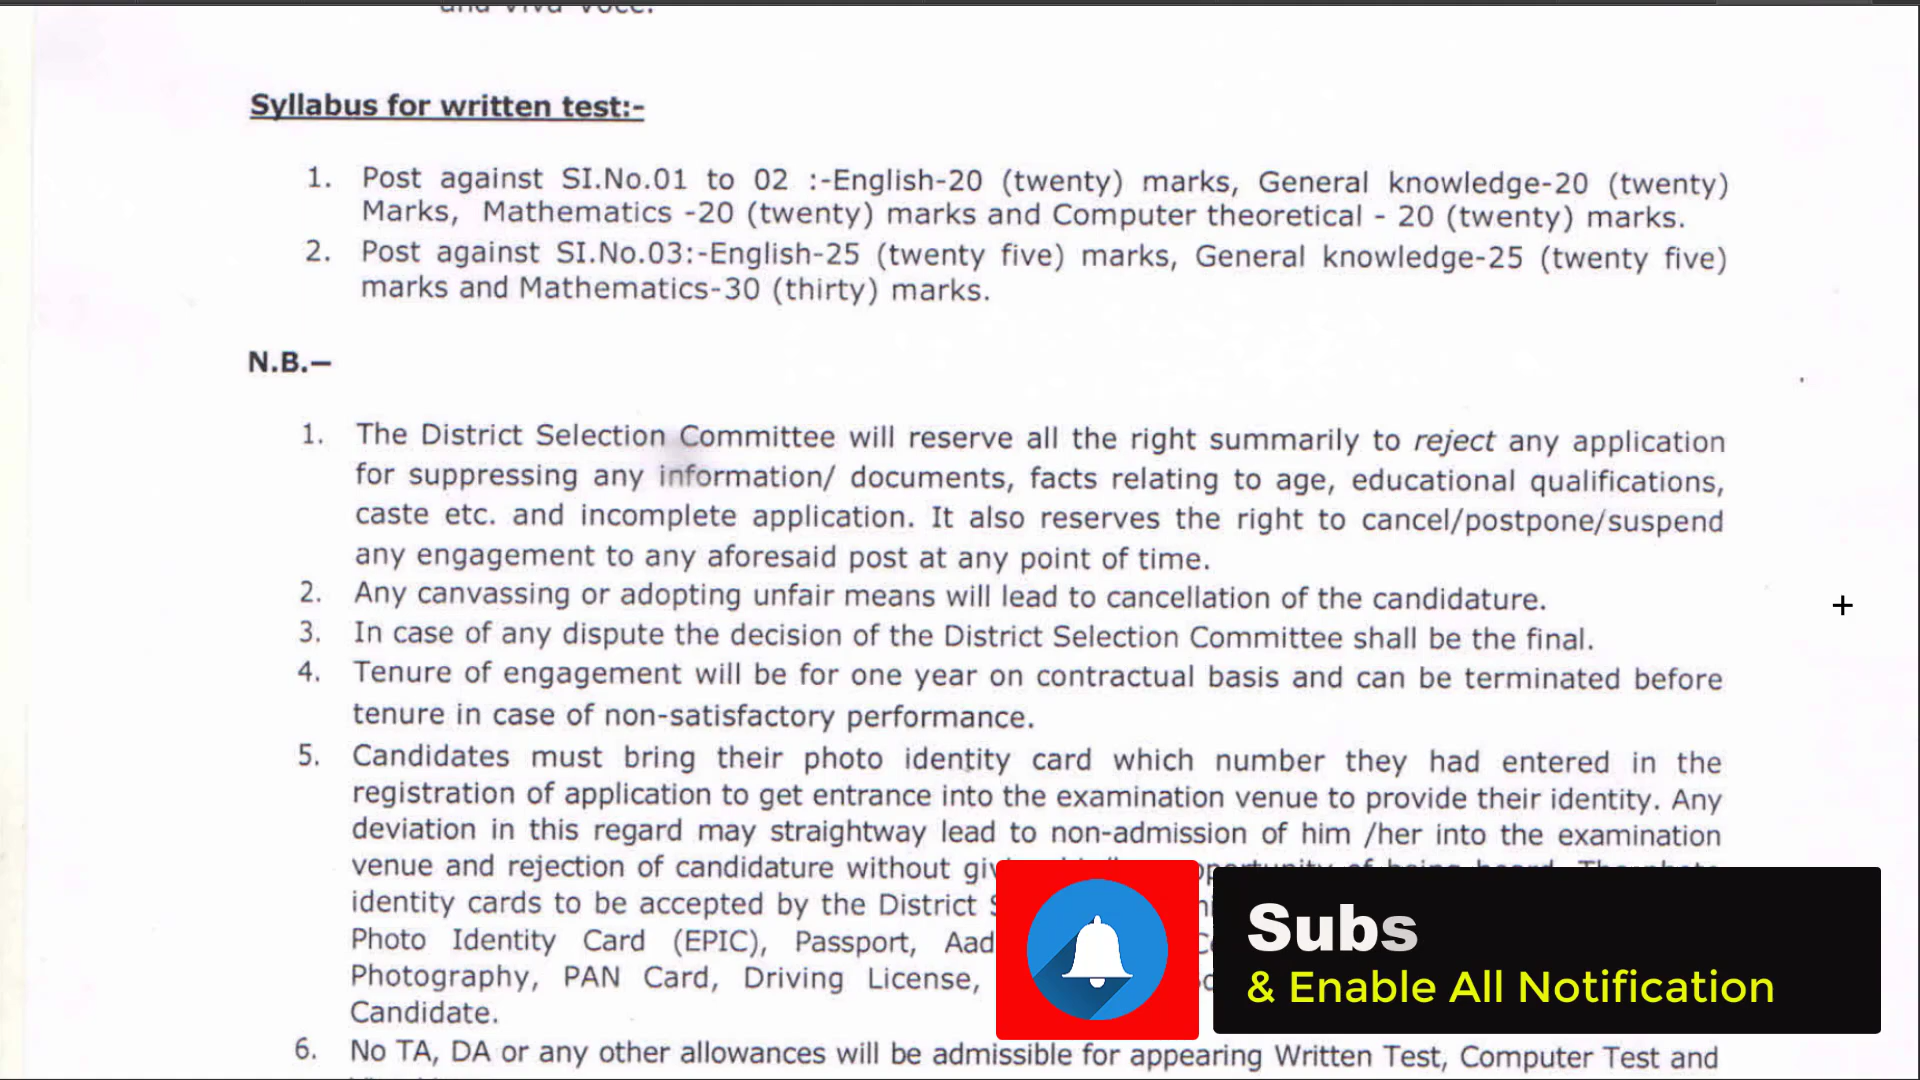 and viva voce.
Syllabus for written test:-
1. Post against SI.No.01 to 02 :-English-20 (twenty) marks, General knowledge-20 (twenty)
Marks, Mathematics -20 (twenty) marks and Computer theoretical - 20 (twenty) marks.
2. Post against SI.No.03:-English-25 (twenty five) marks, General knowledge-25 (twenty five)
marks and Mathematics-30 (thirty) marks.
N.B.—
1. The District Selection Committee will reserve all the right summarily to reject any application
for suppressing any information/ documents, facts relating to age, educational qualifications,
caste etc. and incomplete application. It also reserves the right to cancel/postpone/suspend
any engagement to any aforesaid post at any point of time.
2. Any canvassing or adopting unfair means will lead to cancellation of the candidature.
3. In case of any dispute the decision of the District Selection Committee shall be the final.
4. Tenure of engagement will be for one year on contractual basis and can be terminated before
tenure in case of non-satisfactory performance.
5. Candidates must bring their photo identity card which number they had entered in the
registration of application to get entrance into the examination venue to provide their identity. Any
deviation in this regard may straightway lead to non-admission of him /her into the examination
venue and rejection of candidature without opportunity of being heard. The photo
identity cards to be accepted by the District
Photo Identity Card (EPIC), Passport,
Photography, PAN Card, Driving License,
Candidate.
6. No TA, DA or any other allowances will be admissible for appearing Written Test, Computer Test and
Subs
& Enable All Notification